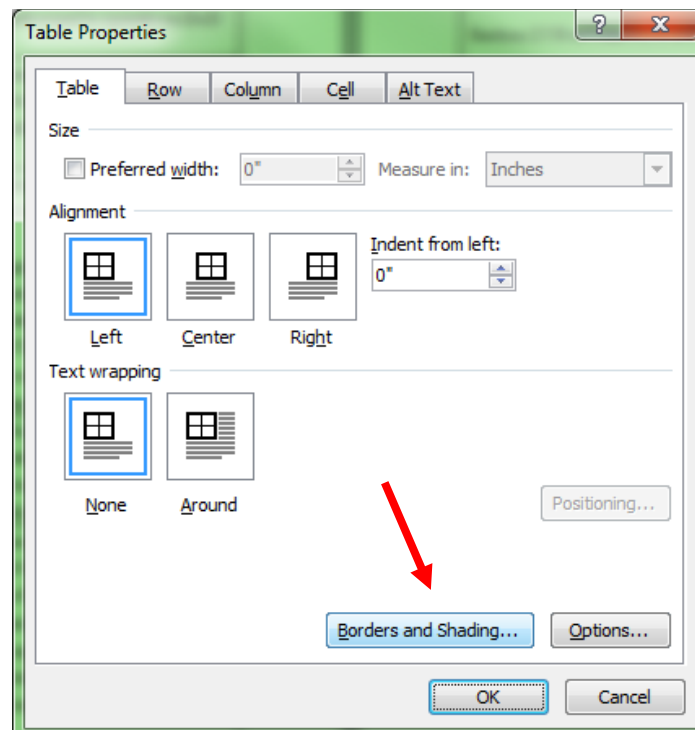 Table Properties
? X
Table Row Column Cell Alt Text
Size
Preferred width: 0" Measure in: Inches
Alignment
Indent from left:
0"
Left Center Right
Text wrapping
None Around
Positioning...
Borders and Shading... Options...
OK Cancel